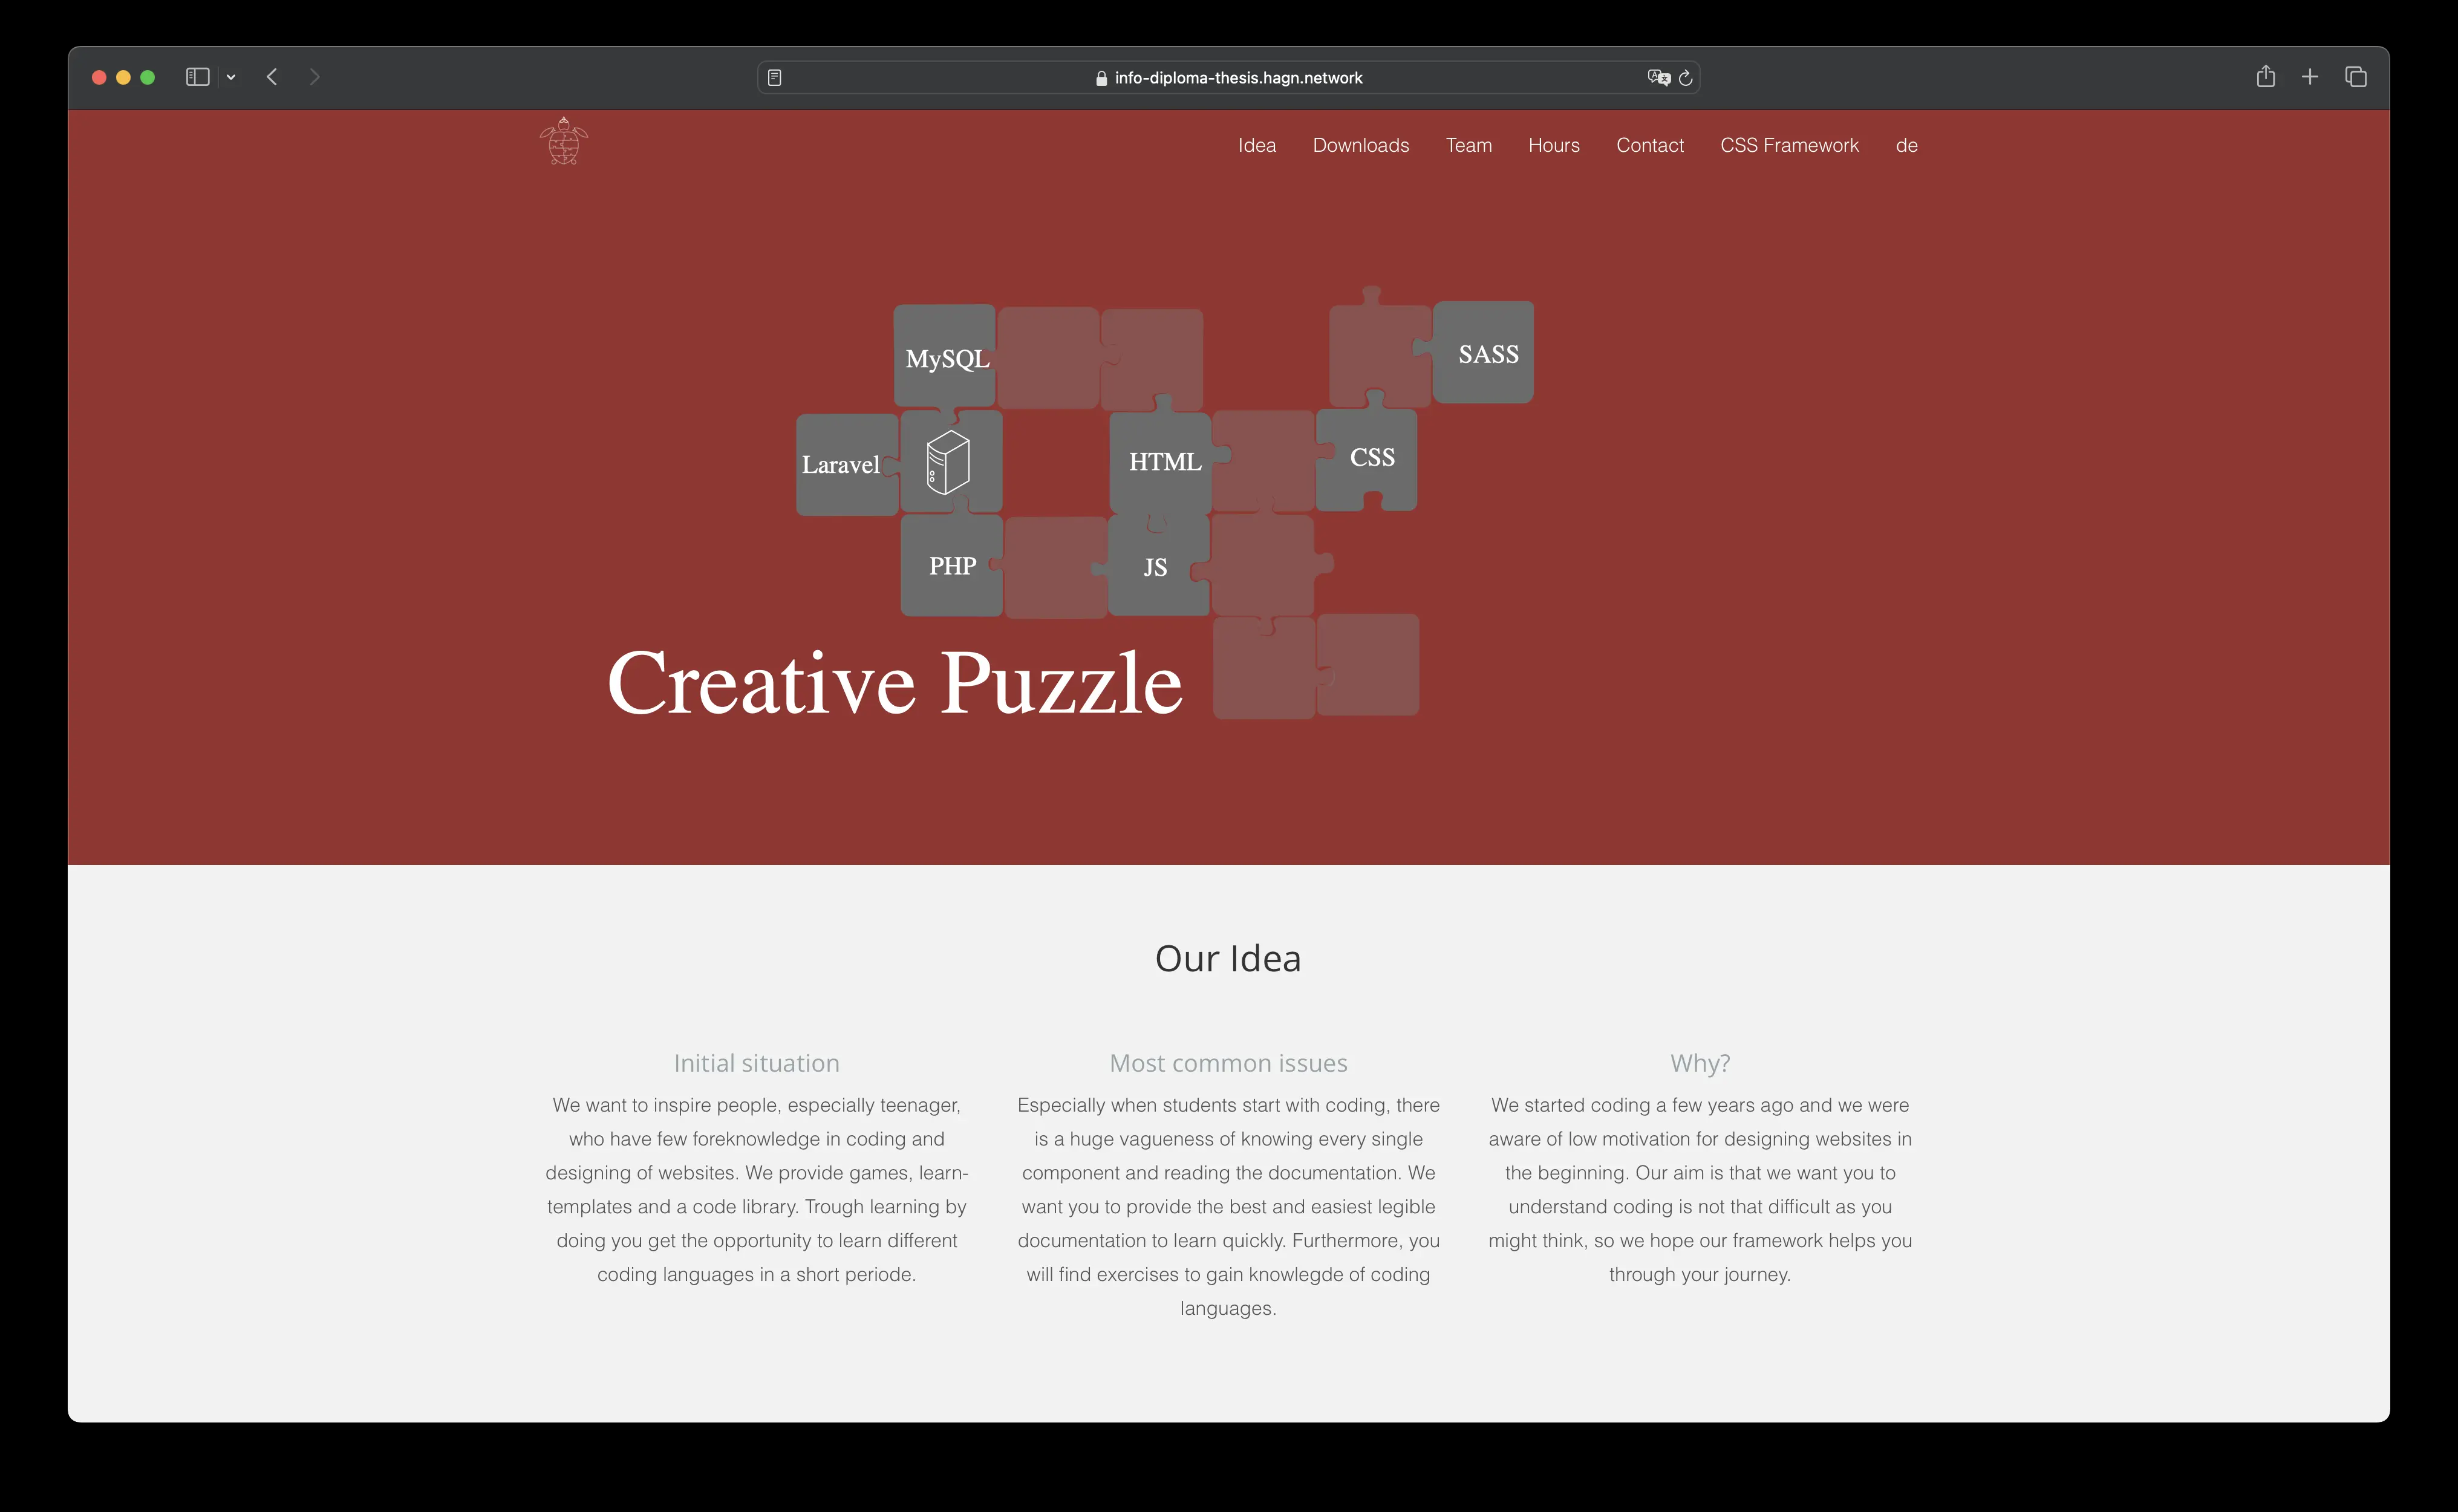 info-diploma-thesis.hagn.network
Idea Downloads Team Hours Contact CSS Framework de
MySQL
SASS
Laravel
HTML
CSS
PHP
JS
Creative Puzzle
Our Idea
Initial situation
We want to inspire people, especially teenager,
who have few foreknowledge in coding and
designing of websites. We provide games, learn-
templates and a code library. Trough learning by
doing you get the opportunity to learn different
coding languages in a short periode.
Most common issues
Especially when students start with coding, there
is a huge vagueness of knowing every single
component and reading the documentation. We
want you to provide the best and easiest legible
documentation to learn quickly. Furthermore, you
will find exercises to gain knowlegde of coding
languages.
Why?
We started coding a few years ago and we were
aware of low motivation for designing websites in
the beginning. Our aim is that we want you to
understand coding is not that difficult as you
might think, so we hope our framework helps you
through your journey.